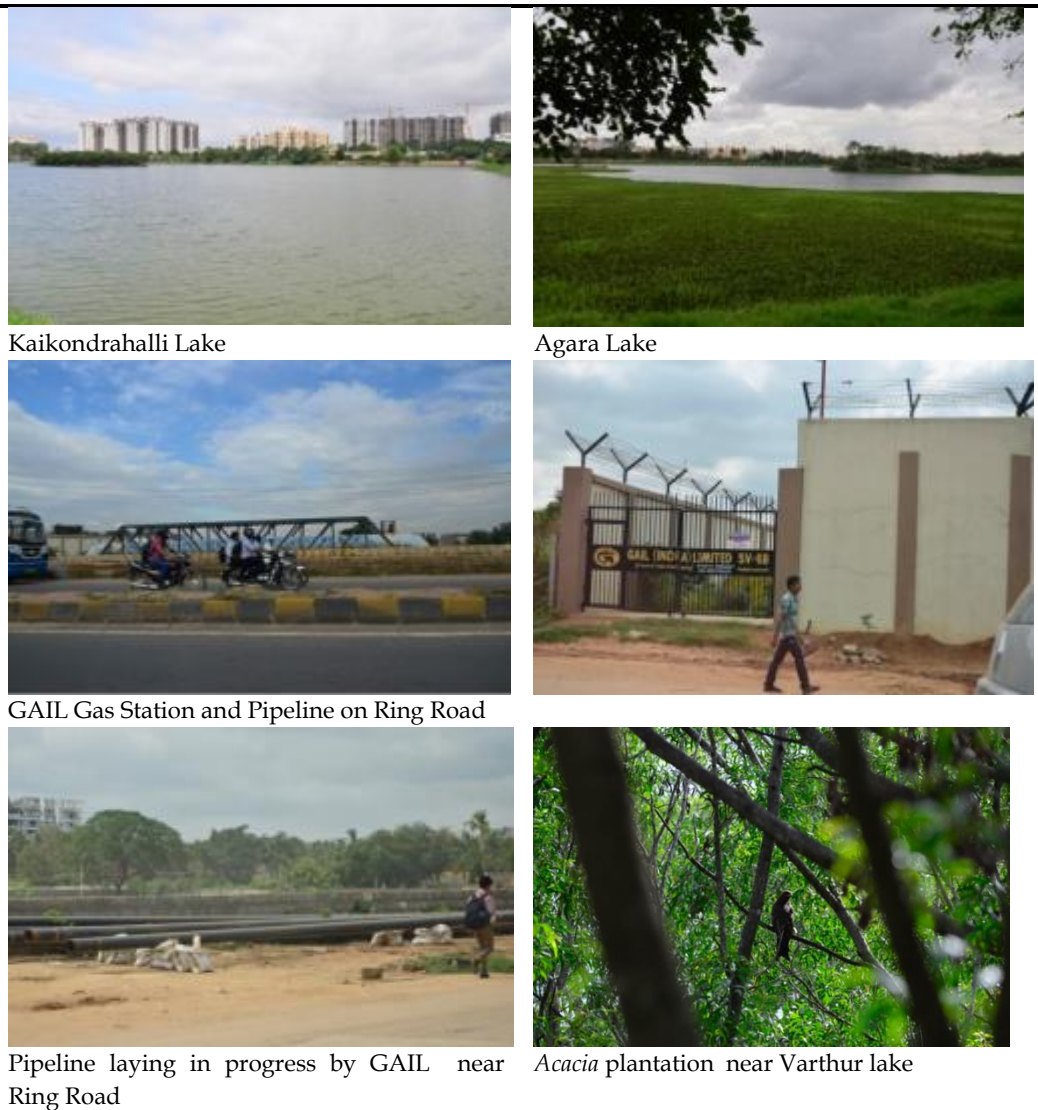 Kaikondrahalli Lake
Agara Lake
GAIL (INDIA) LIMITED SV-6B
GAIL Gas Station and Pipeline on Ring Road
Pipeline laying in progress by GAIL near
Ring Road
Acacia plantation near Varthur lake